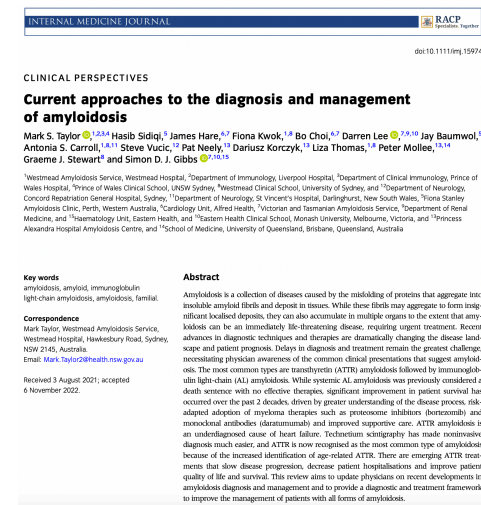 INTERNAL MEDICINE JOURNAL
RACP
Specialists. Together
doi:10.1111/imj.15974
CLINICAL PERSPECTIVES
Current approaches to the diagnosis and management
of amyloidosis
Mark S. Taylor iD,1,2,3,4 Hasib Sidiqi,5 James Hare,6,7 Fiona Kwok,1,8 Bo Choi,6,7 Darren Lee iD,7,9,10 Jay Baumwol,5
Antonia S. Carroll,1,8,11 Steve Vucic,12 Pat Neely,13 Dariusz Korczyk,13 Liza Thomas,1,8 Peter Mollee,13,14
Graeme J. Stewart8 and Simon D. J. Gibbs iD7,10,15
1Westmead Amyloidosis Service, Westmead Hospital, 2Department of Immunology, Liverpool Hospital, 3Department of Clinical Immunology, Prince of
Wales Hospital, 4Prince of Wales Clinical School, UNSW Sydney, 8Westmead Clinical School, University of Sydney, and 12Department of Neurology,
Concord Repatriation General Hospital, Sydney, 11Department of Neurology, St Vincent's Hospital, Darlinghurst, New South Wales, 5Fiona Stanley
Amyloidosis Clinic, Perth, Western Australia, 6Cardiology Unit, Alfred Health, 7Victorian and Tasmanian Amyloidosis Service, 9Department of Renal
Medicine, and 15Haematology Unit, Eastern Health, and 10Eastern Health Clinical School, Monash University, Melbourne, Victoria, and 13Princess
Alexandra Hospital Amyloidosis Centre, and 14School of Medicine, University of Queensland, Brisbane, Queensland, Australia
Key words
amyloidosis, amyloid, immunoglobulin
light-chain amyloidosis, amyloidosis, familial.
Correspondence
Mark Taylor, Westmead Amyloidosis Service,
Westmead Hospital, Hawkesbury Road, Sydney,
NSW 2145, Australia.
Email: Mark.Taylor2@health.nsw.gov.au
Received 3 August 2021; accepted
6 November 2022.
Abstract
Amyloidosis is a collection of diseases caused by the misfolding of proteins that aggregate into
insoluble amyloid fibrils and deposit in tissues. While these fibrils may aggregate to form insig-
nificant localised deposits, they can also accumulate in multiple organs to the extent that amy-
loidosis can be an immediately life-threatening disease, requiring urgent treatment. Recent
advances in diagnostic techniques and therapies are dramatically changing the disease land-
scape and patient prognosis. Delays in diagnosis and treatment remain the greatest challenge,
necessitating physician awareness of the common clinical presentations that suggest amyloid-
osis. The most common types are transthyretin (ATTR) amyloidosis followed by immunoglob-
ulin light-chain (AL) amyloidosis. While systemic AL amyloidosis was previously considered a
death sentence with no effective therapies, significant improvement in patient survival has
occurred over the past 2 decades, driven by greater understanding of the disease process, risk-
adapted adoption of myeloma therapies such as proteosome inhibitors (bortezomib) and
monoclonal antibodies (daratumumab) and improved supportive care. ATTR amyloidosis is
an underdiagnosed cause of heart failure. Technetium scintigraphy has made noninvasive
diagnosis much easier, and ATTR is now recognised as the most common type of amyloidosis
because of the increased identification of age-related ATTR. There are emerging ATTR treat-
ments that slow disease progression, decrease patient hospitalisations and improve patient
quality of life and survival. This review aims to update physicians on recent developments in
amyloidosis diagnosis and management and to provide a diagnostic and treatment framework
to improve the management of patients with all forms of amyloidosis.